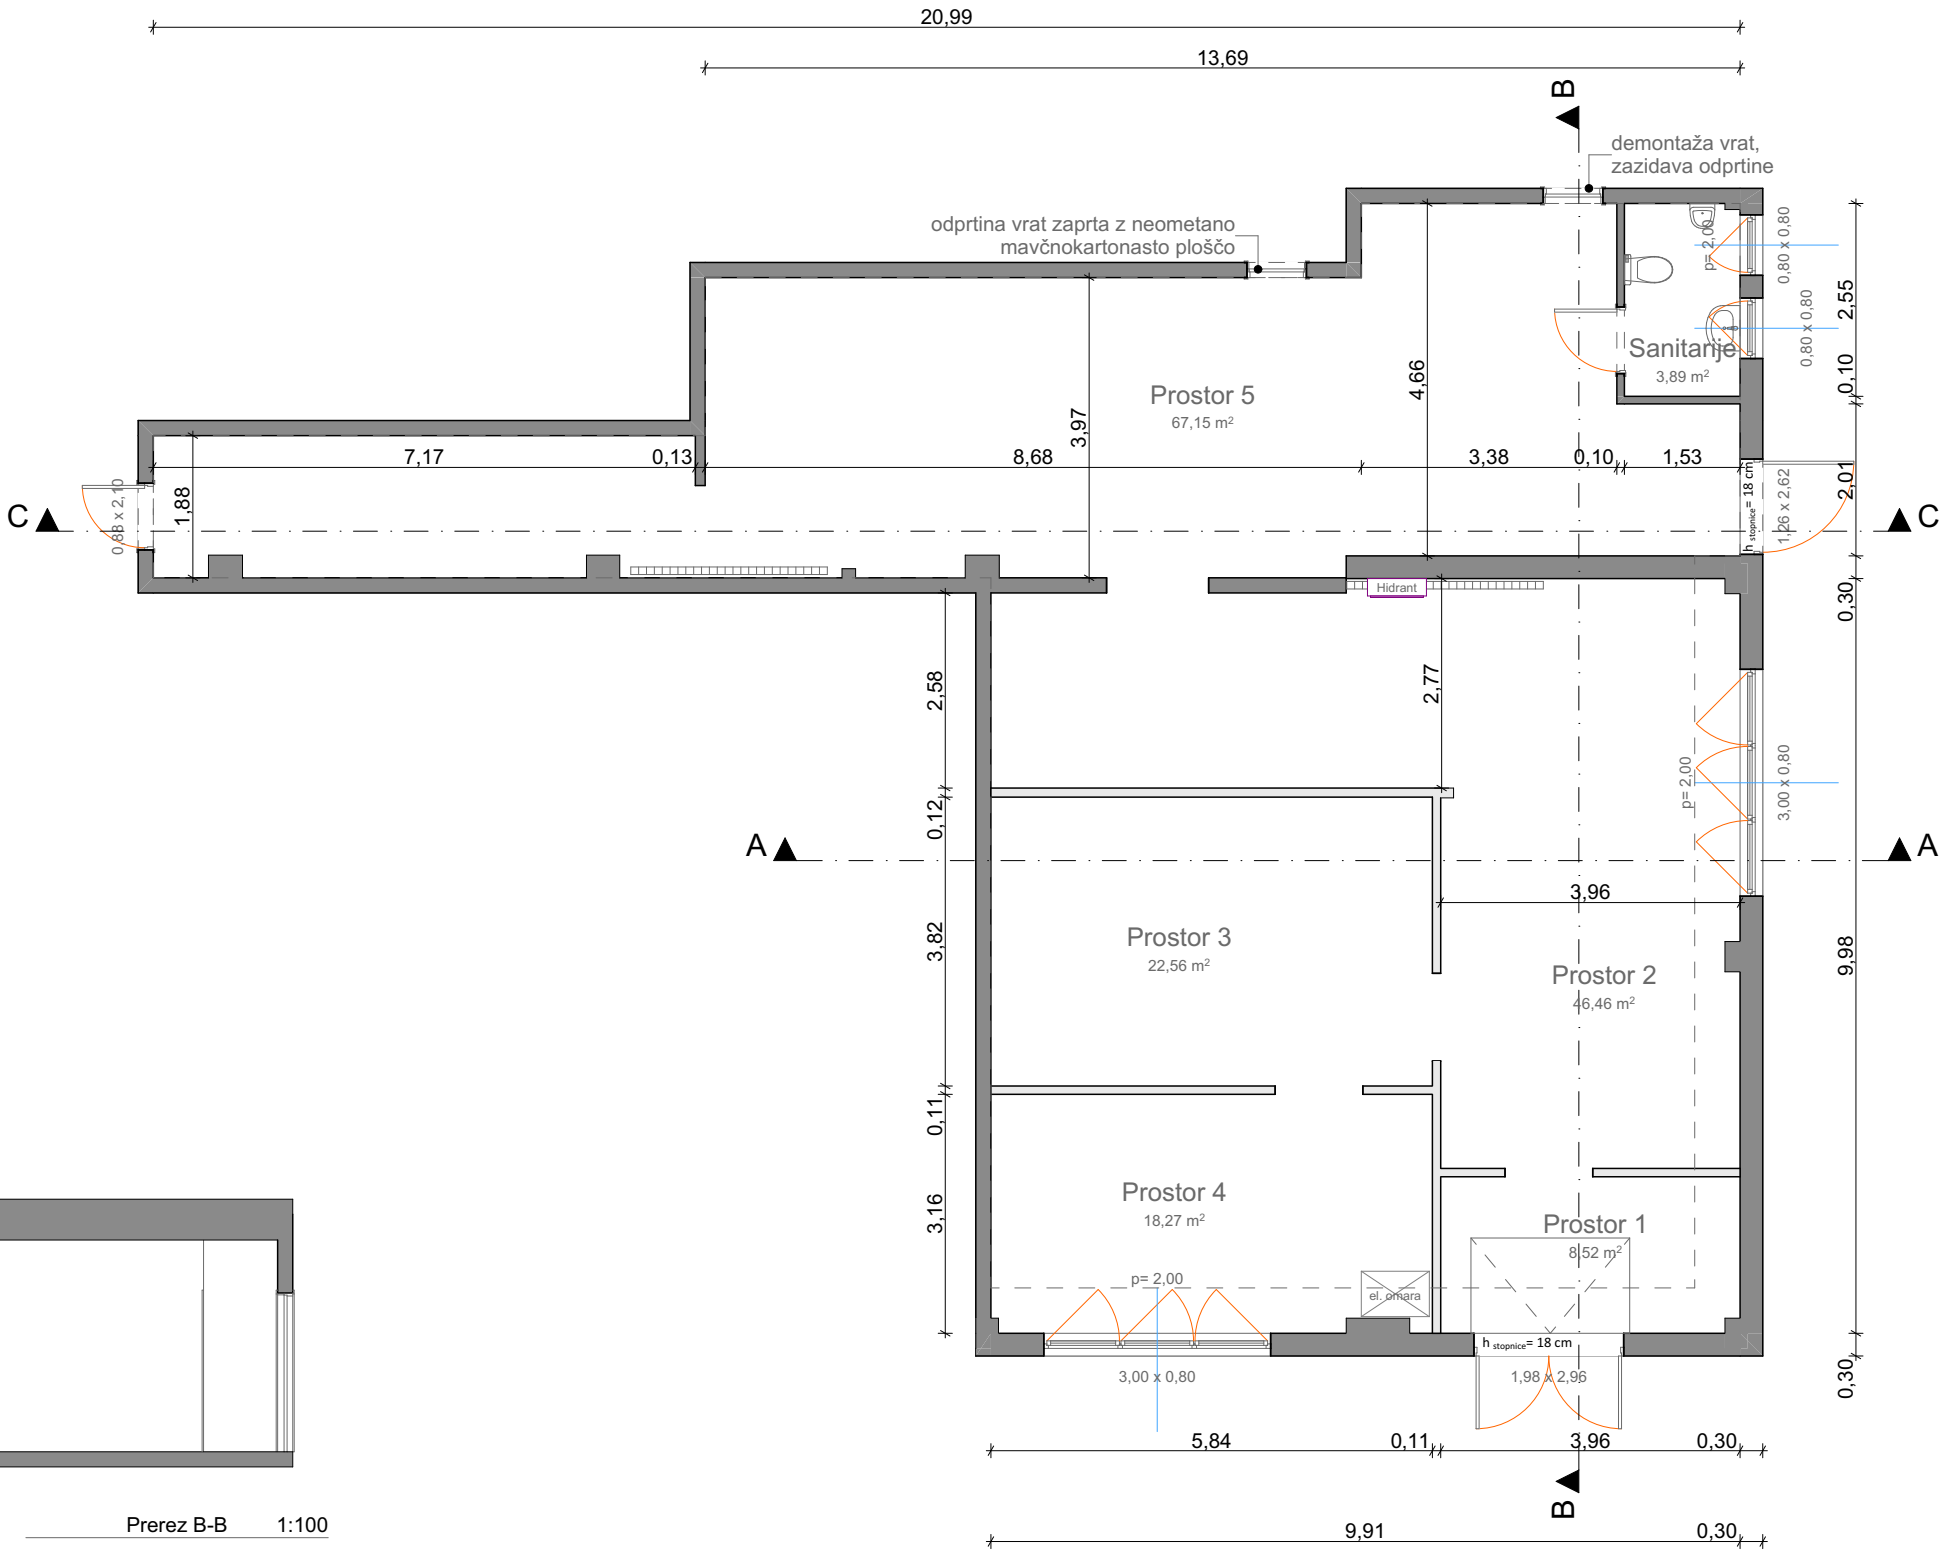 20,99
13,69
B
demontaža vrat,
zazidava odprtine
odprtina vrat zaprta z neometano
mavčnokartonasto ploščo
p= 2,00
0,80 x 0,80
0,80 x 0,80
2,55
0,10
Sanitarije
3,89 m²
4,66
3,97
Prostor 5
67,15 m²
7,17
0,13
8,68
3,38
0,10
1,53
2,01
1,88
0,88 x 2,10
h stopnice= 18 cm
1,26 x 2,62
C
C
Hidrant
0,30
2,58
2,77
p= 2,00
3,00 x 0,80
0,12
A
A
3,96
3,82
Prostor 3
22,56 m²
Prostor 2
46,46 m²
9,98
0,11
3,16
Prostor 4
18,27 m²
Prostor 1
8,52 m²
p= 2,00
el. omara
h stopnice= 18 cm
3,00 x 0,80
1,98 x 2,96
0,30
5,84
0,11
3,96
0,30
B
9,91
0,30
Prerez B-B 1:100